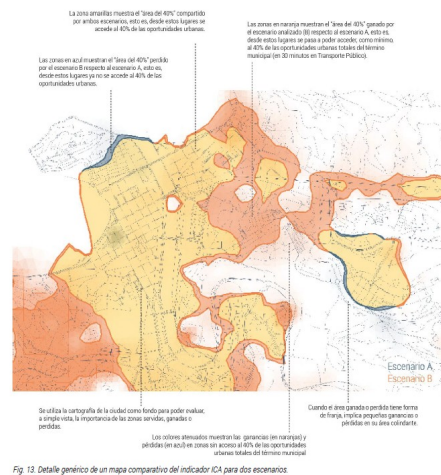 La zona amarillas muestra el "área del 40%" compartido
por ambos escenarios, esto es, desde estos lugares se
accede al 40% de las oportunidades urbanas.
Las zonas en naranja muestran el "área del 40%" ganado por
el escenario analizado (B) respecto al escenario A, esto es,
desde estos lugares se pasa a poder acceder, como mínimo,
al 40% de las oportunidades urbanas totales del término
municipal (en 30 minutos en Transporte Público).
Las zonas en azul muestran el "área del 40%" perdido
por el escenario B respecto al escenario A, esto es,
desde estos lugares ya no se accede al 40% de las
oportunidades urbanas.
Escenario A
Escenario B
Se utiliza la cartografía de la ciudad como fondo para poder evaluar,
a simple vista, la importancia de las zonas servidas, ganadas o
perdidas.
Cuando el área ganada o perdida tiene forma
de franja, implica pequeñas ganancias o
pérdidas en su área colindante.
Los colores atenuados muestran las ganancias (en naranjas) y
pérdidas (en azul) en zonas sin acceso al 40% de las oportunidades
urbanas totales del término municipal
Fig. 13. Detalle genérico de un mapa comparativo del indicador ICA para dos escenarios.